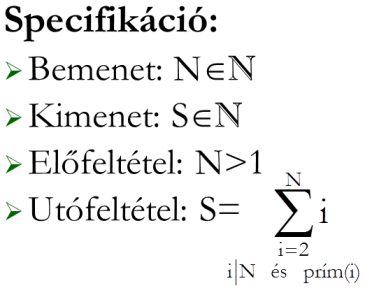 Specifikáció:
➢ Bemenet: N∈ℕ
➢ Kimenet: S∈ℕ
➢ Előfeltétel: N>1
➢ Utófeltétel: S= N ∑ i
i=2
i|N és prím(i)